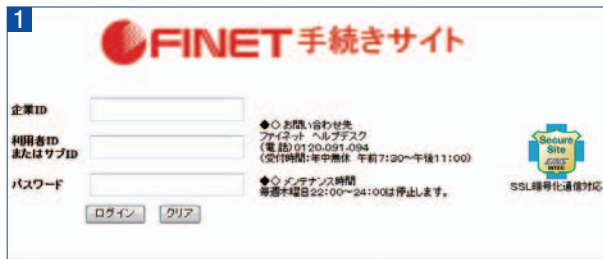 1
FINET 手続きサイト
企業ID
利用者ID
またはサブID
パスワード
ログイン クリア
◆◇お問い合わせ先
ファイネット ヘルプデスク
(電話)0120-091-094
(受付時間:年中無休 午前7:30~午後11:00)
◆◇メンテナンス時間
毎週木曜日22:00~24:00は停止します。
Secure
Site
EINS
INTEC
SSL暗号化通信対応